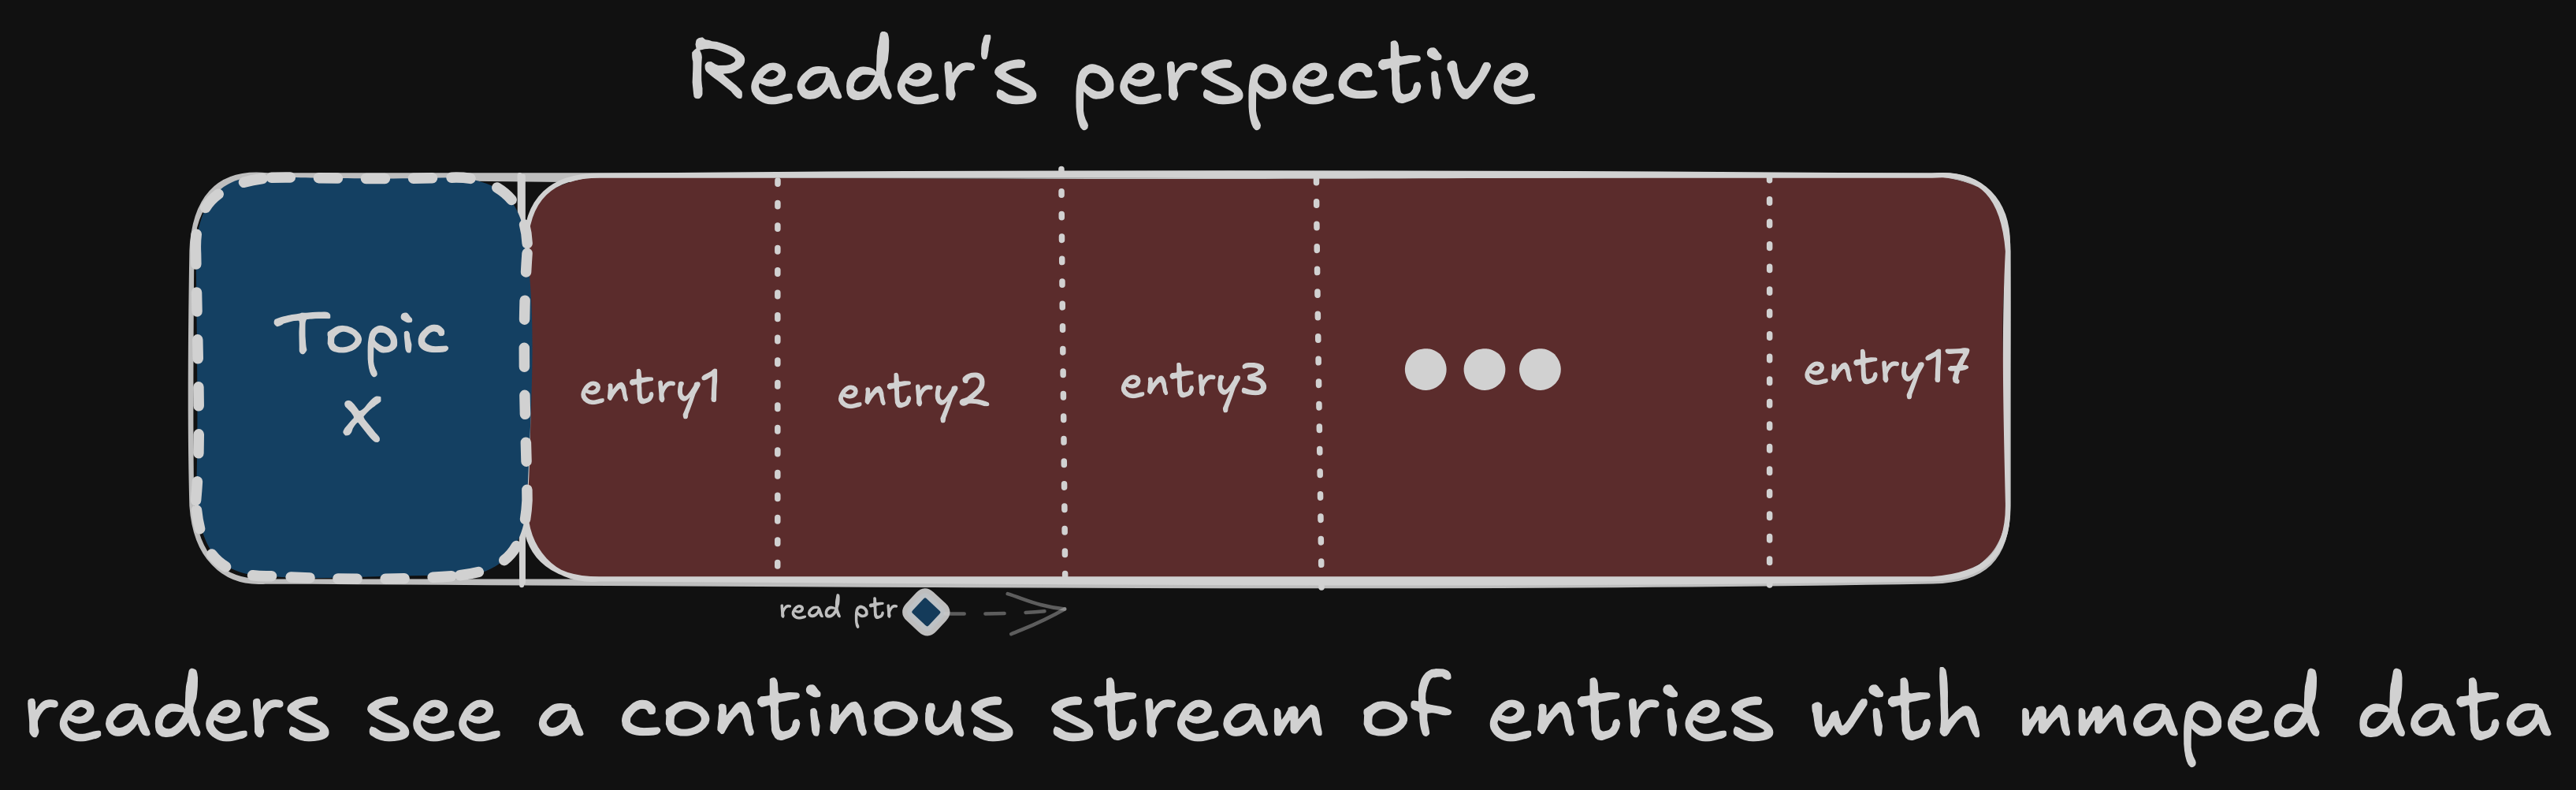 Reader's perspective
Topic
X
entry1
entry2
entry3
entry17
read ptr
readers see a continous stream of entries with mmaped data